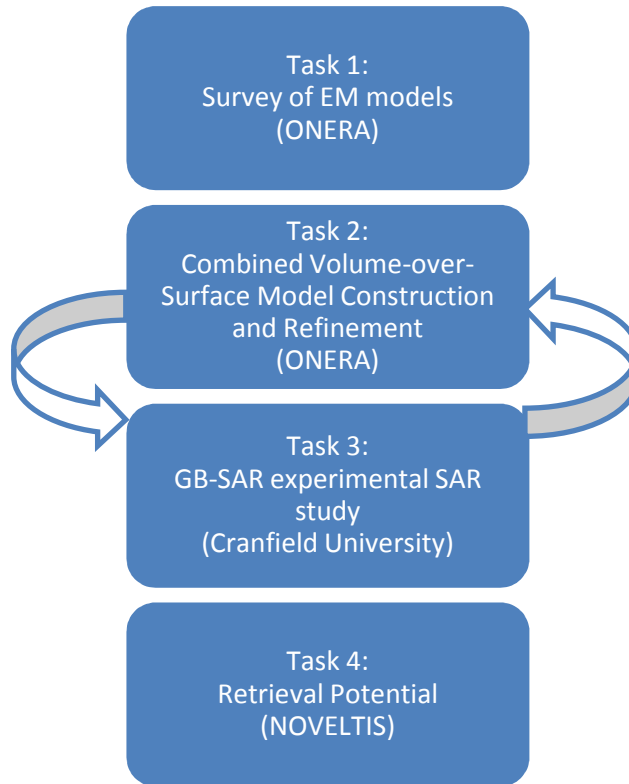 Task 1:
Survey of EM models
(ONERA)
Task 2:
Combined Volume-over-
Surface Model Construction
and Refinement
(ONERA)
Task 3:
GB-SAR experimental SAR
study
(Cranfield University)
Task 4:
Retrieval Potential
(NOVELTIS)